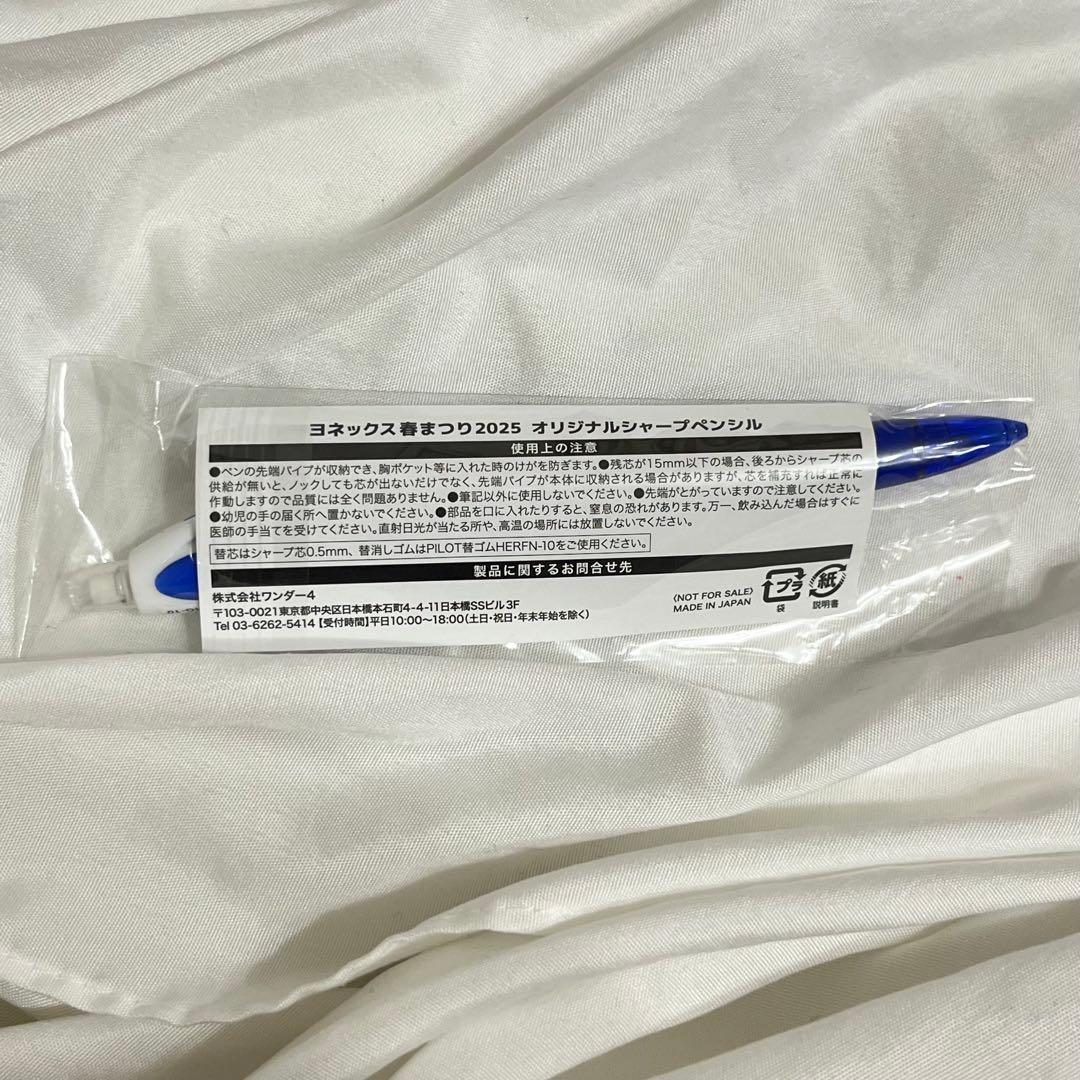 ヨネックス春まつり2025 オリジナルシャープペンシル
使用上の注意
●ペンの先端パイプが収納でき、胸ポケット等に入れた時のけがを防ぎます。●残芯が15mm以下の場合、後ろからシャープ芯の
供給が無いと、ノックしても芯が出ないだけでなく、先端パイプが本体に収納される場合がありますが、芯を補充すれば正常に
作動しますので品質には全く問題ありません。●筆記以外に使用しないでください。●先端がとがっていますので注意してください。
●幼児の手の届く所へ置かないでください。●部品を口に入れたりすると、窒息の恐れがあります。万一、飲み込んだ場合はすぐに
医師の手当てを受けてください。直射日光が当たる所や、高温の場所には放置しないでください。
替芯はシャープ芯0.5mm、替消しゴムはPILOT替ゴムHERFN-10をご使用ください。
製品に関するお問合せ先
株式会社ワンダー4
〒103-0021東京都中央区日本橋本石町4-4-11日本橋SSビル3F
Tel 03-6262-5414【受付時間】平日10:00〜18:00(土日・祝日・年末年始を除く)
〈NOT FOR SALE〉
MADE IN JAPAN
プラ
袋
紙
説明書